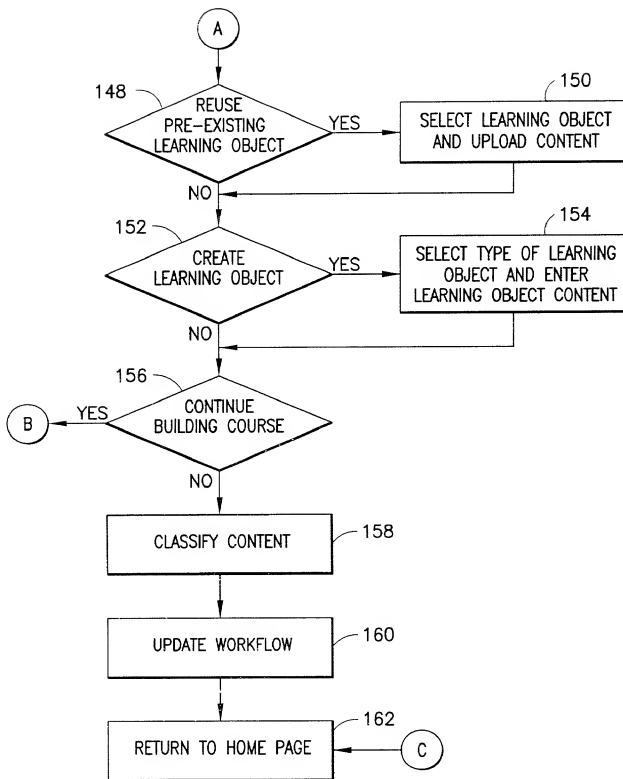 A
148
REUSE
PRE-EXISTING
LEARNING OBJECT
YES
150
SELECT LEARNING OBJECT
AND UPLOAD CONTENT
NO
152
CREATE
LEARNING OBJECT
YES
154
SELECT TYPE OF LEARNING
OBJECT AND ENTER
LEARNING OBJECT CONTENT
NO
156
CONTINUE
BUILDING COURSE
YES
B
NO
CLASSIFY CONTENT
158
UPDATE WORKFLOW
160
RETURN TO HOME PAGE
162
C